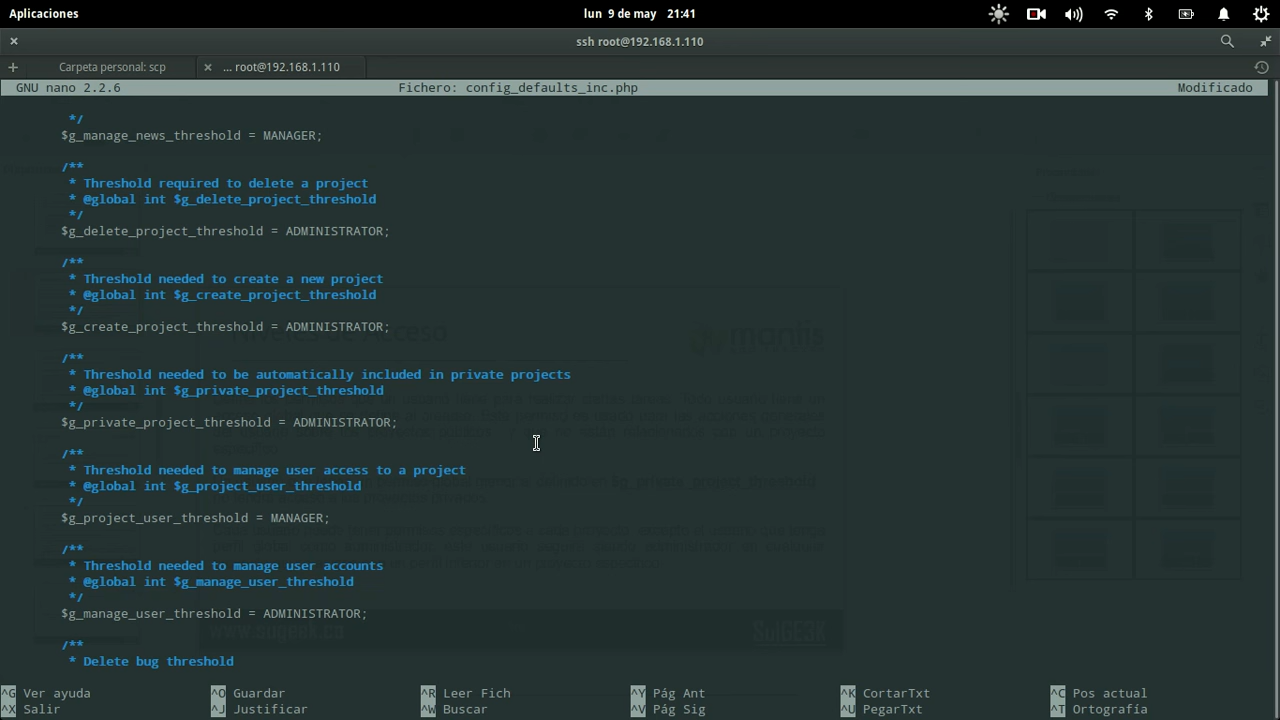 Aplicaciones
lun 9 de may 21:41
ssh root@192.168.1.110
Carpeta personal: scp
... root@192.168.1.110
GNU nano 2.2.6
Fichero: config_defaults_inc.php
Modificado
*/
$g_manage_news_threshold = MANAGER;
/**
* Threshold required to delete a project
* @global int $g_delete_project_threshold
*/
$g_delete_project_threshold = ADMINISTRATOR;
/**
* Threshold needed to create a new project
* @global int $g_create_project_threshold
*/
$g_create_project_threshold = ADMINISTRATOR;
/**
* Threshold needed to be automatically included in private projects
* @global int $g_private_project_threshold
*/
$g_private_project_threshold = ADMINISTRATOR;
/**
* Threshold needed to manage user access to a project
* @global int $g_project_user_threshold
*/
$g_project_user_threshold = MANAGER;
/**
* Threshold needed to manage user accounts
* @global int $g_manage_user_threshold
*/
$g_manage_user_threshold = ADMINISTRATOR;
/**
* Delete bug threshold
^G Ver ayuda ^O Guardar ^R Leer Fich ^Y Pág Ant ^K CortarTxt ^C Pos actual
^X Salir ^J Justificar ^W Buscar ^V Pág Sig ^U PegarTxt ^T Ortografía